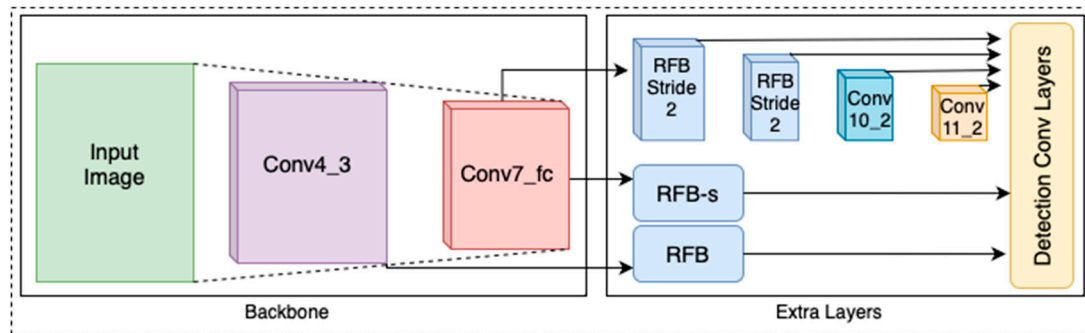 Input
Image
Conv4_3
Conv7_fc
RFB
Stride
2
RFB
Stride
2
Conv
10_2
Conv
11_2
RFB-s
RFB
Detection Conv Layers
Backbone
Extra Layers